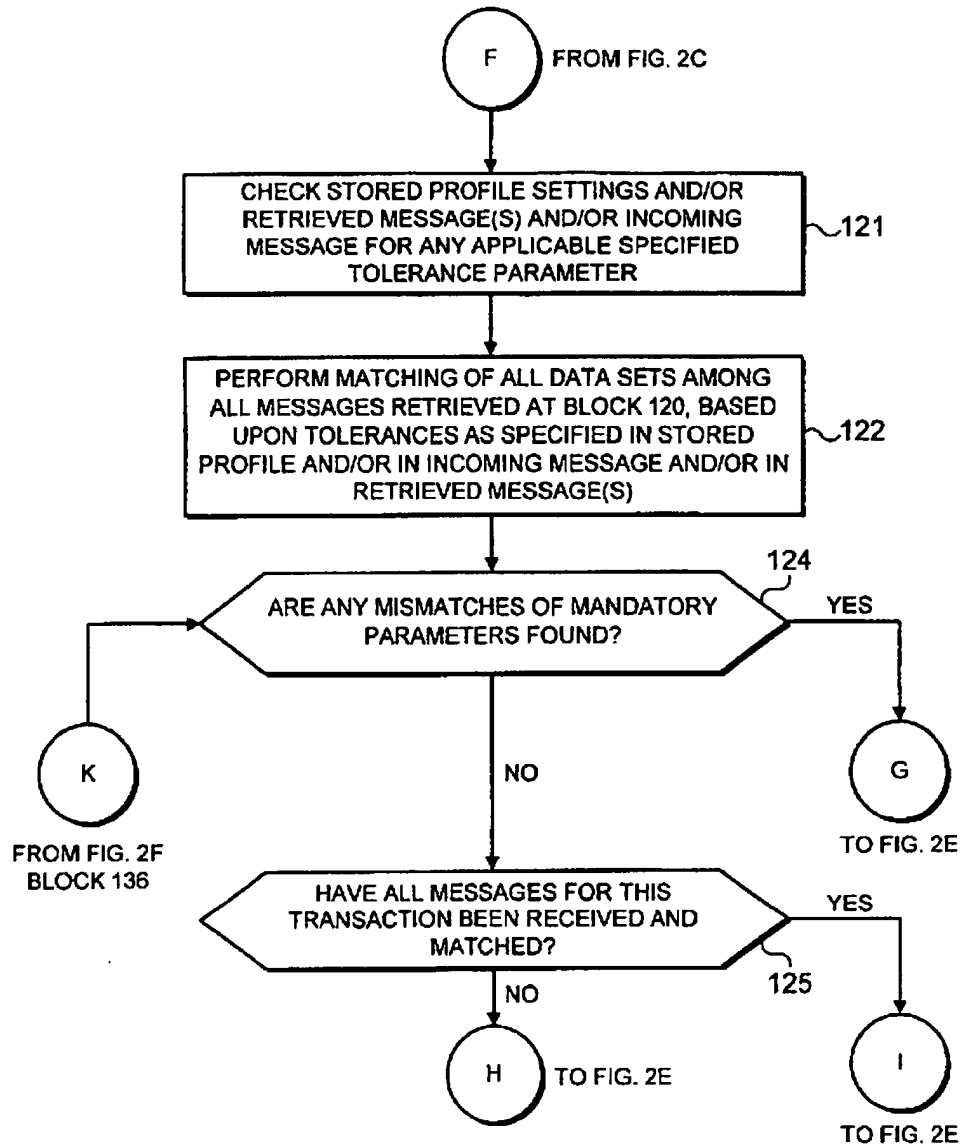 F
FROM FIG. 2C
CHECK STORED PROFILE SETTINGS AND/OR
RETRIEVED MESSAGE(S) AND/OR INCOMING
MESSAGE FOR ANY APPLICABLE SPECIFIED
TOLERANCE PARAMETER
121
PERFORM MATCHING OF ALL DATA SETS AMONG
ALL MESSAGES RETRIEVED AT BLOCK 120, BASED
UPON TOLERANCES AS SPECIFIED IN STORED
PROFILE AND/OR IN INCOMING MESSAGE AND/OR IN
RETRIEVED MESSAGE(S)
122
124
ARE ANY MISMATCHES OF MANDATORY
PARAMETERS FOUND?
YES
K
FROM FIG. 2F
BLOCK 136
NO
G
TO FIG. 2E
HAVE ALL MESSAGES FOR THIS
TRANSACTION BEEN RECEIVED AND
MATCHED?
YES
125
NO
H
TO FIG. 2E
I
TO FIG. 2E